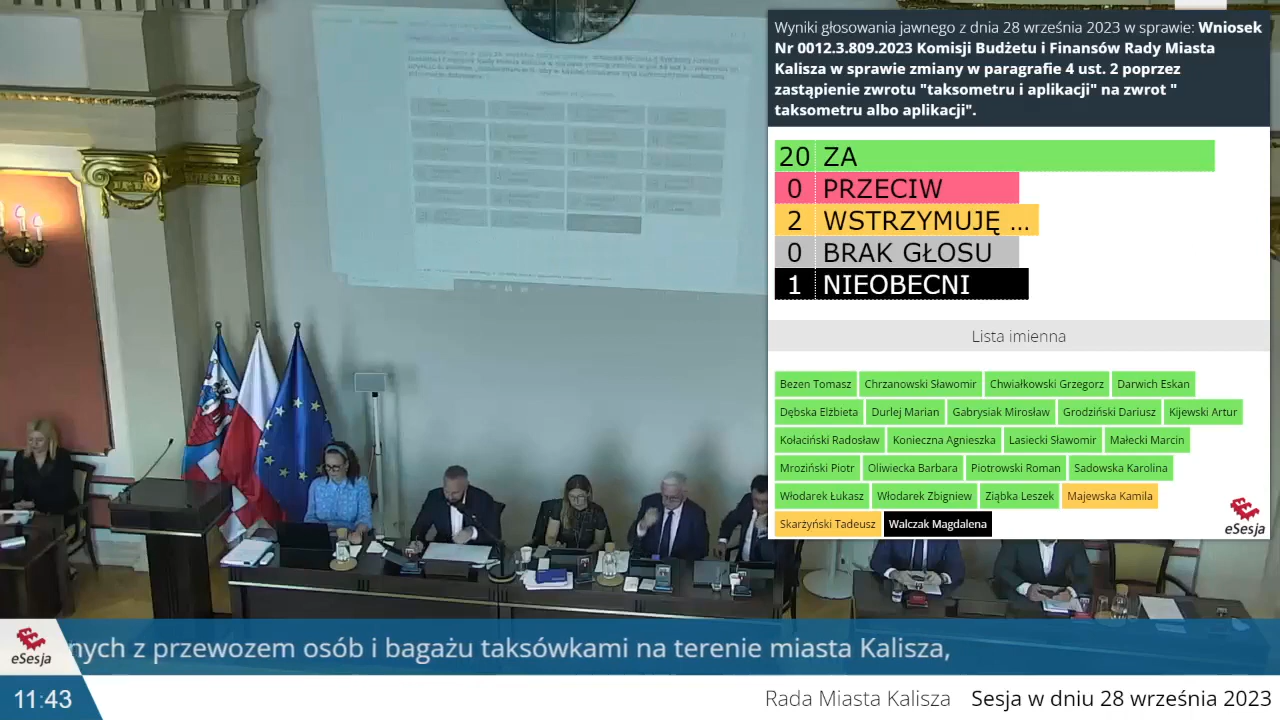 Wyniki głosowania jawnego z dnia 28 września 2023 w sprawie: Wniosek
Nr 0012.3.809.2023 Komisji Budżetu i Finansów Rady Miasta
Kalisza w sprawie zmiany w paragrafie 4 ust. 2 poprzez
zastąpienie zwrotu "taksometru i aplikacji" na zwrot "
taksometru albo aplikacji".
20 ZA
0 PRZECIW
2 WSTRZYMUJĘ ...
0 BRAK GŁOSU
1 NIEOBECNI
Lista imienna
Bezen Tomasz Chrzanowski Sławomir Chwiałkowski Grzegorz Darwich Eskan
Dębska Elżbieta Durlej Marian Gabrysiak Mirosław Grodziński Dariusz Kijewski Artur
Kołaciński Radosław Konieczna Agnieszka Lasiecki Sławomir Małecki Marcin
Mroziński Piotr Oliwiecka Barbara Piotrowski Roman Sadowska Karolina
Włodarek Łukasz Włodarek Zbigniew Ziąbka Leszek Majewska Kamila
Skarżyński Tadeusz Walczak Magdalena
eSesja
eSesja
nych z przewozem osób i bagażu taksówkami na terenie miasta Kalisza,
11:43
Rada Miasta Kalisza Sesja w dniu 28 września 2023